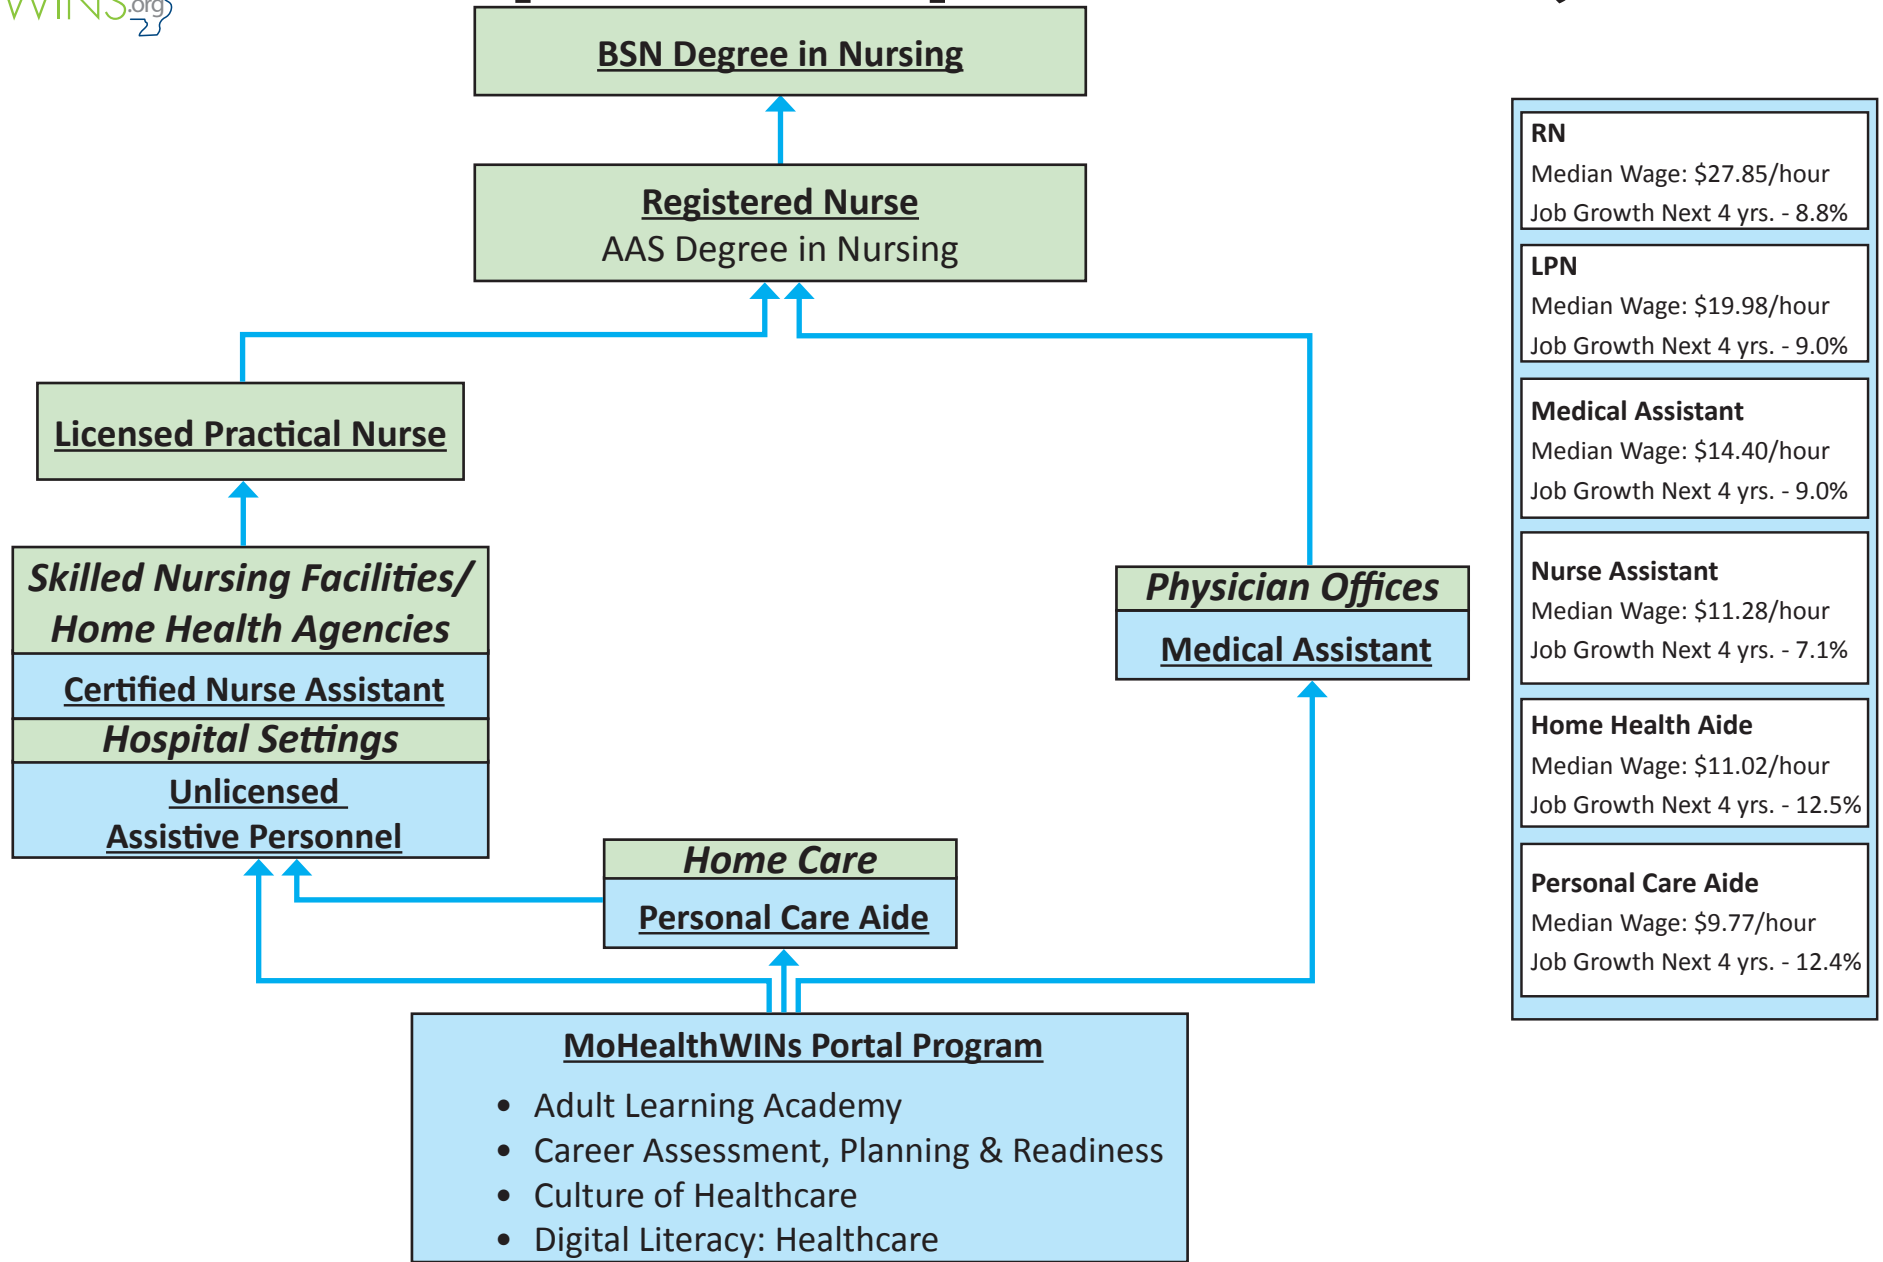 WINS.org
BSN Degree in Nursing
Registered Nurse
AAS Degree in Nursing
Licensed Practical Nurse
Skilled Nursing Facilities/
Home Health Agencies
Certified Nurse Assistant
Hospital Settings
Unlicensed
Assistive Personnel
Physician Offices
Medical Assistant
Home Care
Personal Care Aide
MoHealthWINs Portal Program
• Adult Learning Academy
• Career Assessment, Planning & Readiness
• Culture of Healthcare
• Digital Literacy: Healthcare
RN
Median Wage: $27.85/hour
Job Growth Next 4 yrs. - 8.8%
LPN
Median Wage: $19.98/hour
Job Growth Next 4 yrs. - 9.0%
Medical Assistant
Median Wage: $14.40/hour
Job Growth Next 4 yrs. - 9.0%
Nurse Assistant
Median Wage: $11.28/hour
Job Growth Next 4 yrs. - 7.1%
Home Health Aide
Median Wage: $11.02/hour
Job Growth Next 4 yrs. - 12.5%
Personal Care Aide
Median Wage: $9.77/hour
Job Growth Next 4 yrs. - 12.4%